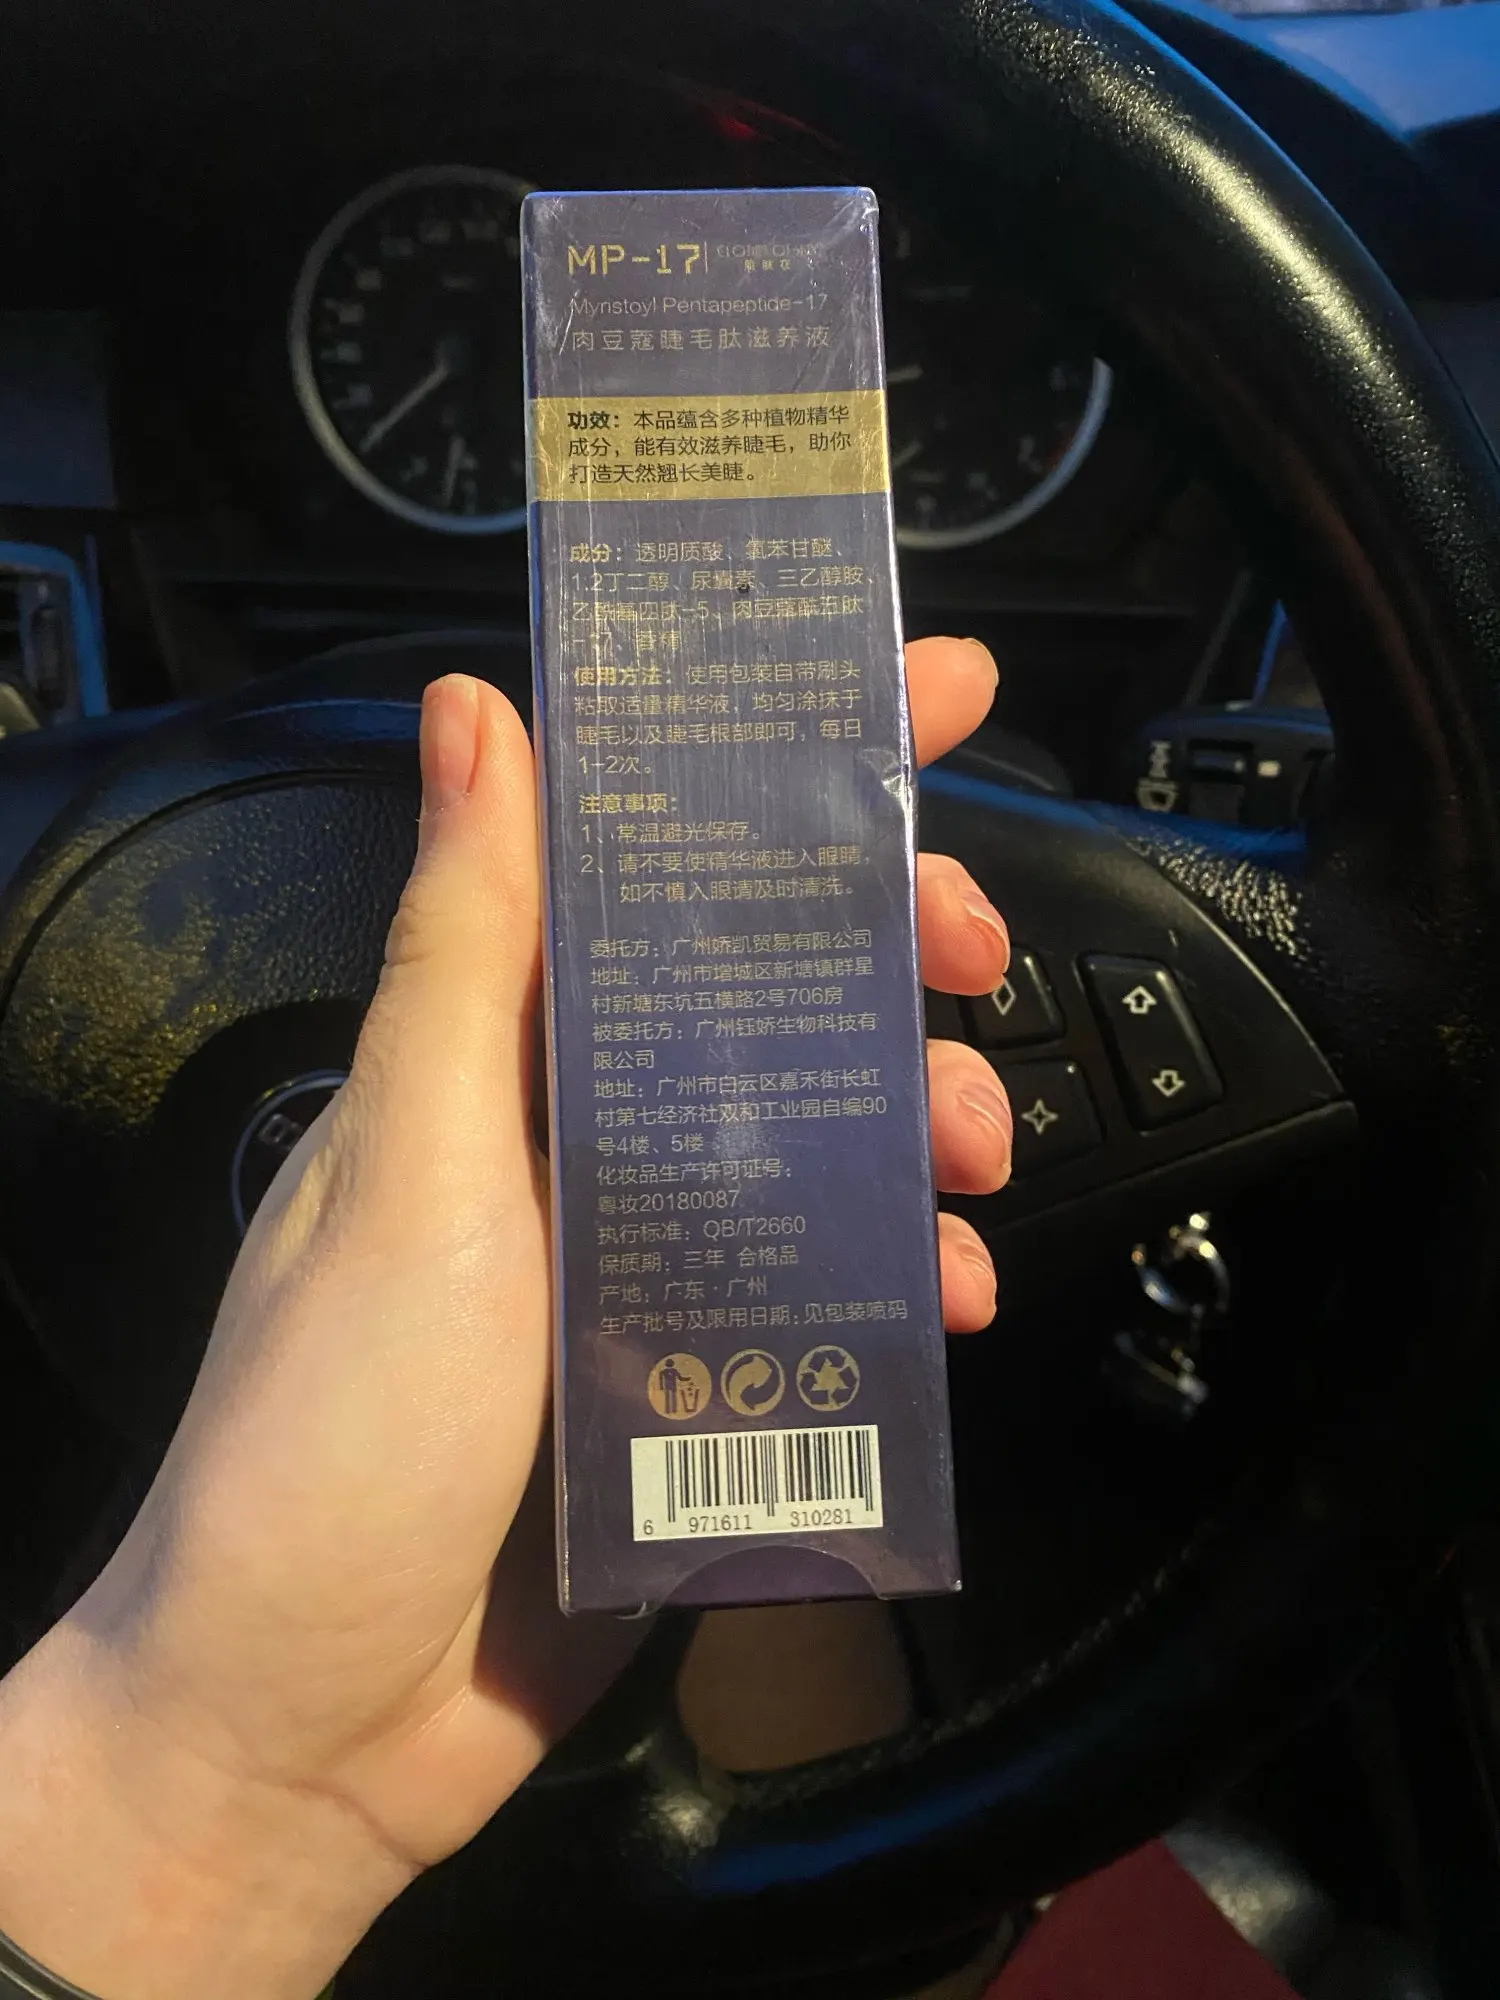 MP-17
Myristoyl Pentapeptide-17
肉豆蔻睫毛肽滋养液
功效：本品蕴含多种植物精华
成分，能有效滋养睫毛，助你
打造天然翘长美睫。
成分：透明质酸、氯苯甘醚、
1.2丁二醇、尿囊素、三乙醇胺、
乙酰基四肽-5、肉豆蔻酰五肽
-17、香精
使用方法：使用包装自带刷头
粘取适量精华液，均匀涂抹于
睫毛以及睫毛根部即可，每日
1-2次。
注意事项：
1、常温避光保存。
2、请不要使精华液进入眼睛，
如不慎入眼请及时清洗。
委托方：广州娇凯贸易有限公司
地址：广州市增城区新塘镇群星
村新塘东坑五横路2号706房
被委托方：广州钰娇生物科技有
限公司
地址：广州市白云区嘉禾街长虹
村第七经济社双和工业园自编90
号4楼、5楼
化妆品生产许可证号：
粤妆20180087
执行标准：QB/T2660
保质期：三年 合格品
产地：广东·广州
生产批号及限用日期：见包装喷码
6 971611 310281